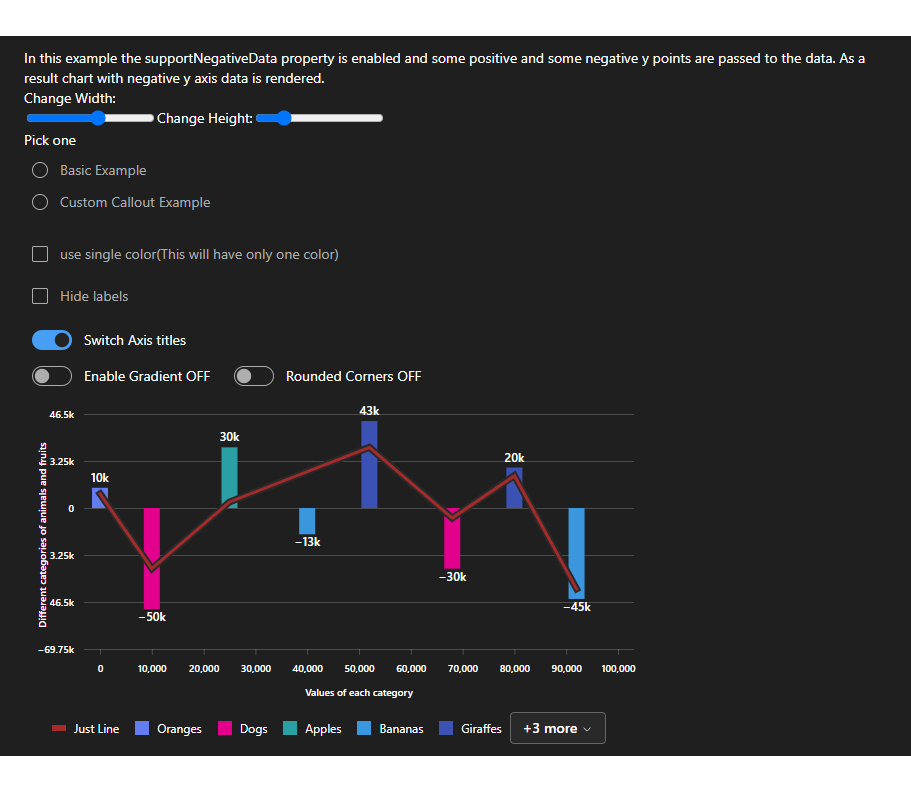 In this example the supportNegativeData property is enabled and some positive and some negative y points are passed to the data. As a
result chart with negative y axis data is rendered.
Change Width:
Change Height:
Pick one
Basic Example
Custom Callout Example
use single color(This will have only one color)
Hide labels
Switch Axis titles
Enable Gradient OFF Rounded Corners OFF
Different categories of animals and fruits
46.5k
3.25k
0
3.25k
46.5k
−69.75k
10k
−50k
30k
−13k
43k
−30k
20k
−45k
0 10,000 20,000 30,000 40,000 50,000 60,000 70,000 80,000 90,000 100,000
Values of each category
Just Line Oranges Dogs Apples Bananas Giraffes +3 more